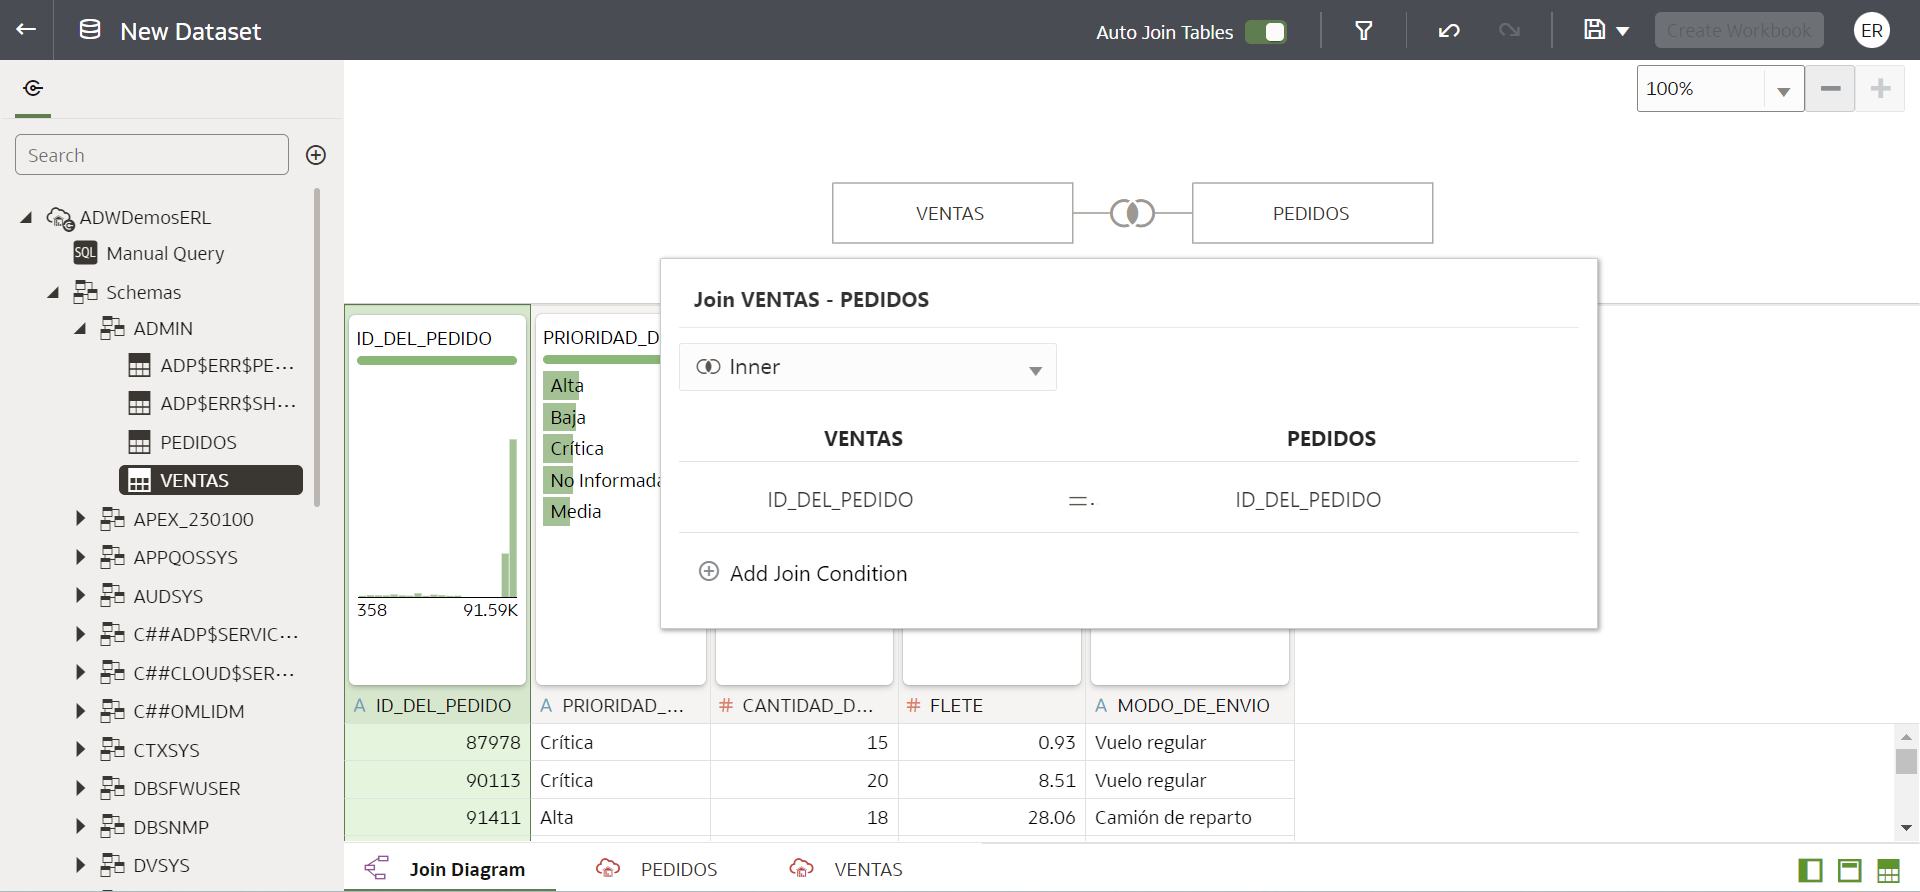 New Dataset
Auto Join Tables
Create Workbook
ER
Search
ADWDemosERL
SQL Manual Query
Schemas
ADMIN
ADP$ERR$PE···
ADP$ERR$SH···
PEDIDOS
VENTAS
APEX_230100
APPQOSSYS
AUDSYS
C##ADP$SERVIC···
C##CLOUD$SER···
C##OMLIDM
CTXSYS
DBSFWUSER
DBSNMP
DVSYS
100%
VENTAS
PEDIDOS
Join VENTAS - PEDIDOS
Inner
VENTAS PEDIDOS
ID_DEL_PEDIDO =. ID_DEL_PEDIDO
Add Join Condition
ID_DEL_PEDIDO
358 91.59K
PRIORIDAD_D
Alta
Baja
Crítica
No Informada
Media
A ID_DEL_PEDIDO A PRIORIDAD_... # CANTIDAD_D... # FLETE A MODO_DE_ENVIO
87978 Crítica 15 0.93 Vuelo regular
90113 Crítica 20 8.51 Vuelo regular
91411 Alta 18 28.06 Camión de reparto
Join Diagram PEDIDOS VENTAS